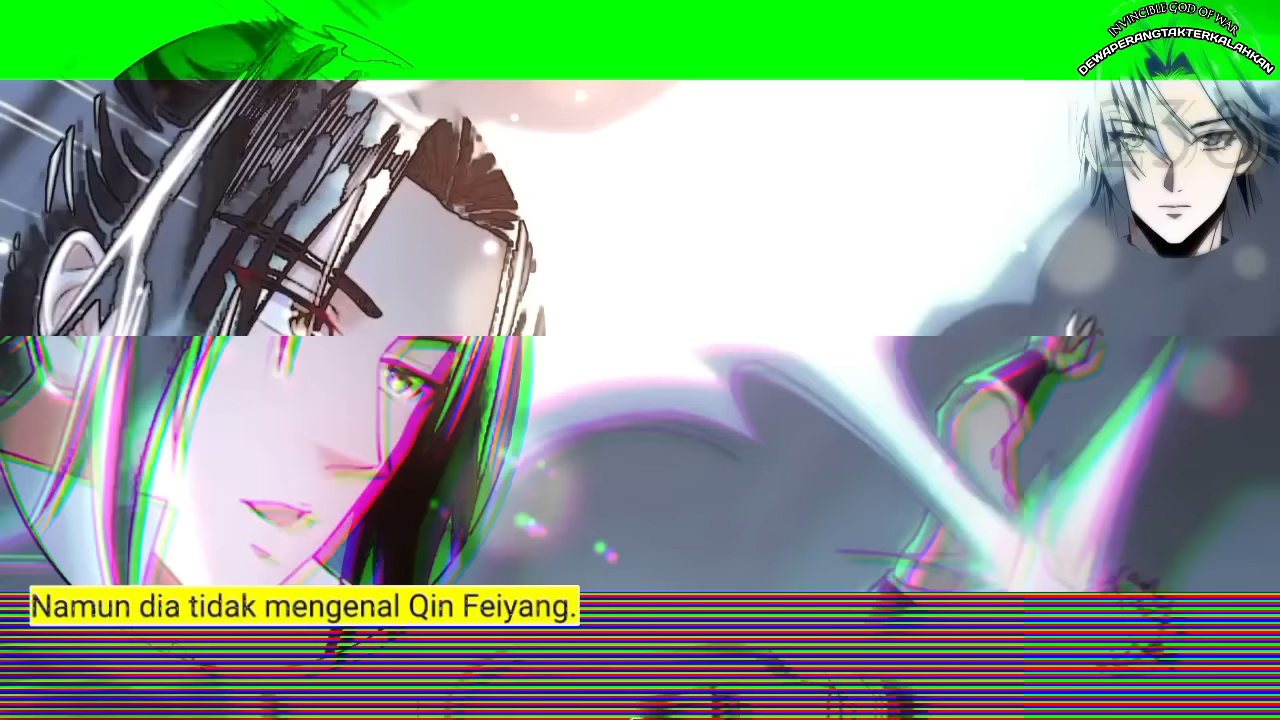 INVINCIBLE GOD OF WAR
DEWAPERANGTAKTERKALAHKAN
Namun dia tidak mengenal Qin Feiyang.